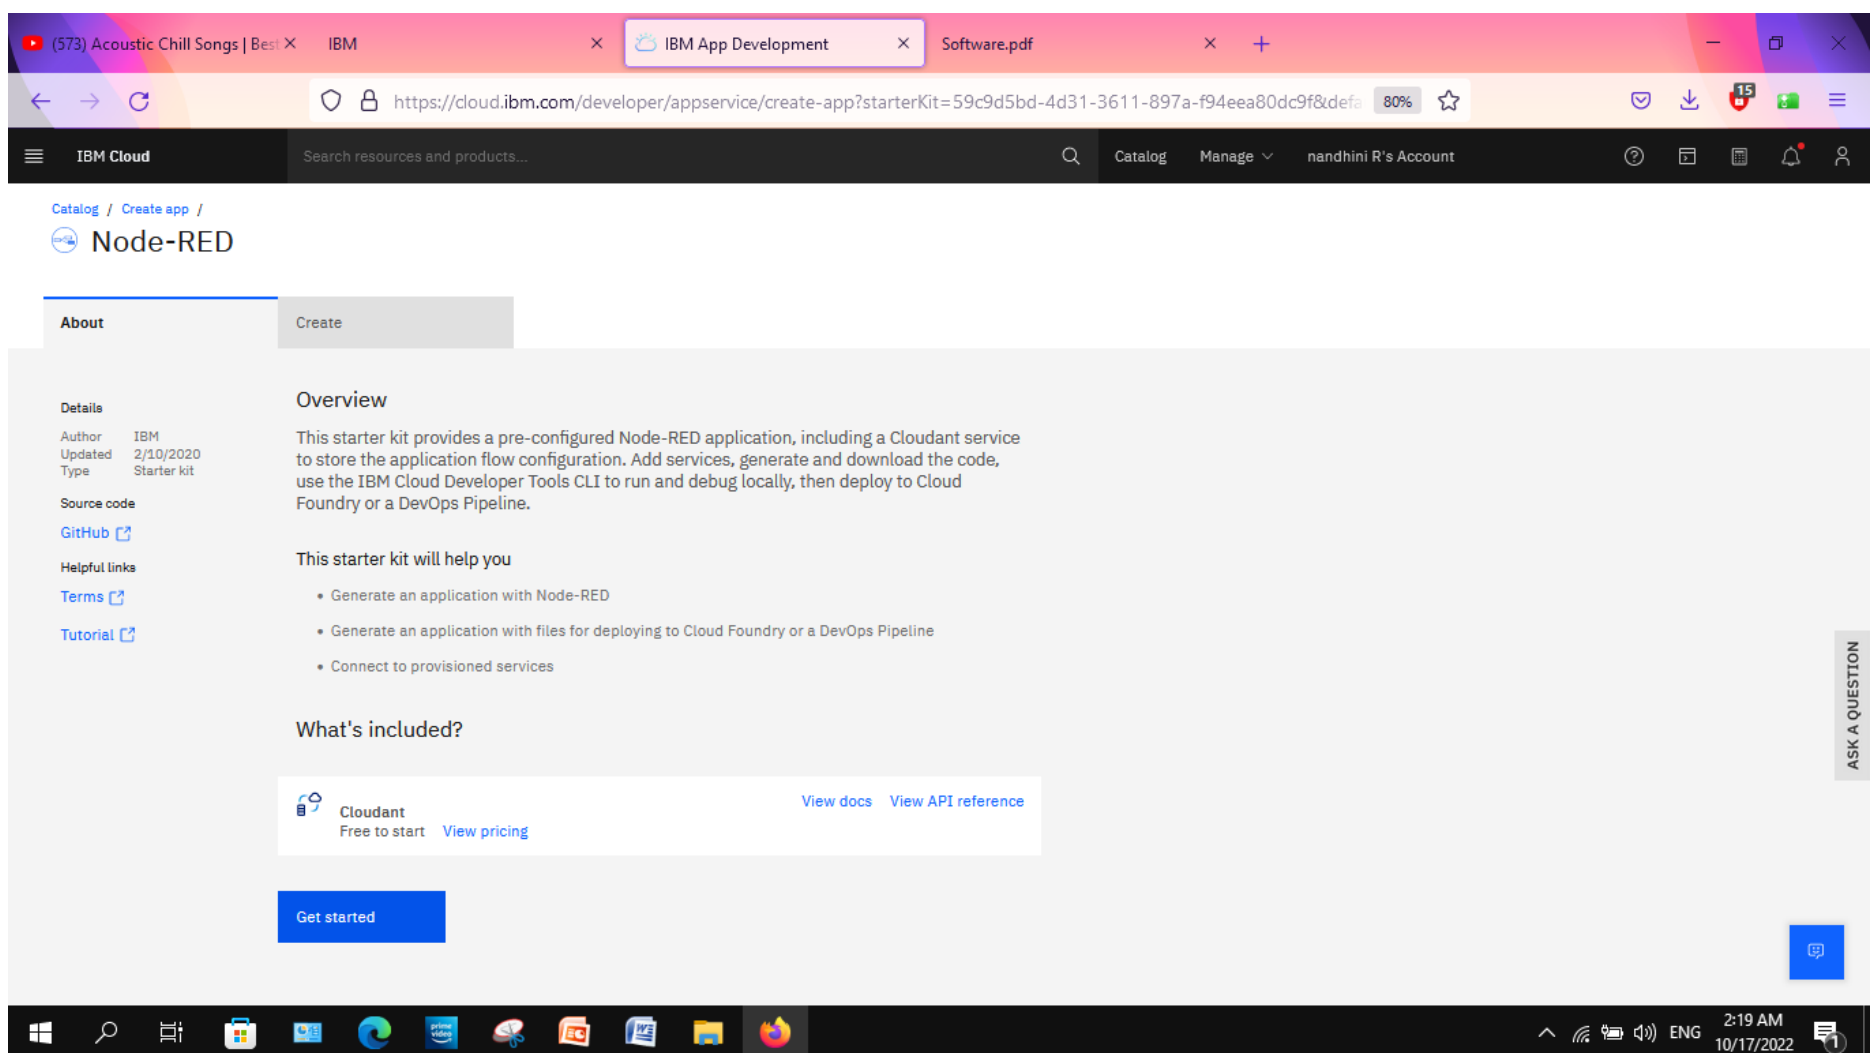 (573) Acoustic Chill Songs | Best
IBM
IBM App Development
Software.pdf
https://cloud.ibm.com/developer/appservice/create-app?starterKit=59c9d5bd-4d31-3611-897a-f94eea80dc9f&defa
80%
15
IBM Cloud
Search resources and products...
Catalog
Manage
nandhini R's Account
Catalog / Create app /
Node-RED
About
Create
Details
Author IBM
Updated 2/10/2020
Type Starter kit
Source code
GitHub
Helpful links
Terms
Tutorial
Overview
This starter kit provides a pre-configured Node-RED application, including a Cloudant service
to store the application flow configuration. Add services, generate and download the code,
use the IBM Cloud Developer Tools CLI to run and debug locally, then deploy to Cloud
Foundry or a DevOps Pipeline.
This starter kit will help you
• Generate an application with Node-RED
• Generate an application with files for deploying to Cloud Foundry or a DevOps Pipeline
• Connect to provisioned services
What's included?
Cloudant
Free to start View pricing
View docs View API reference
Get started
ASK A QUESTION
prime video
ENG
2:19 AM
10/17/2022
1